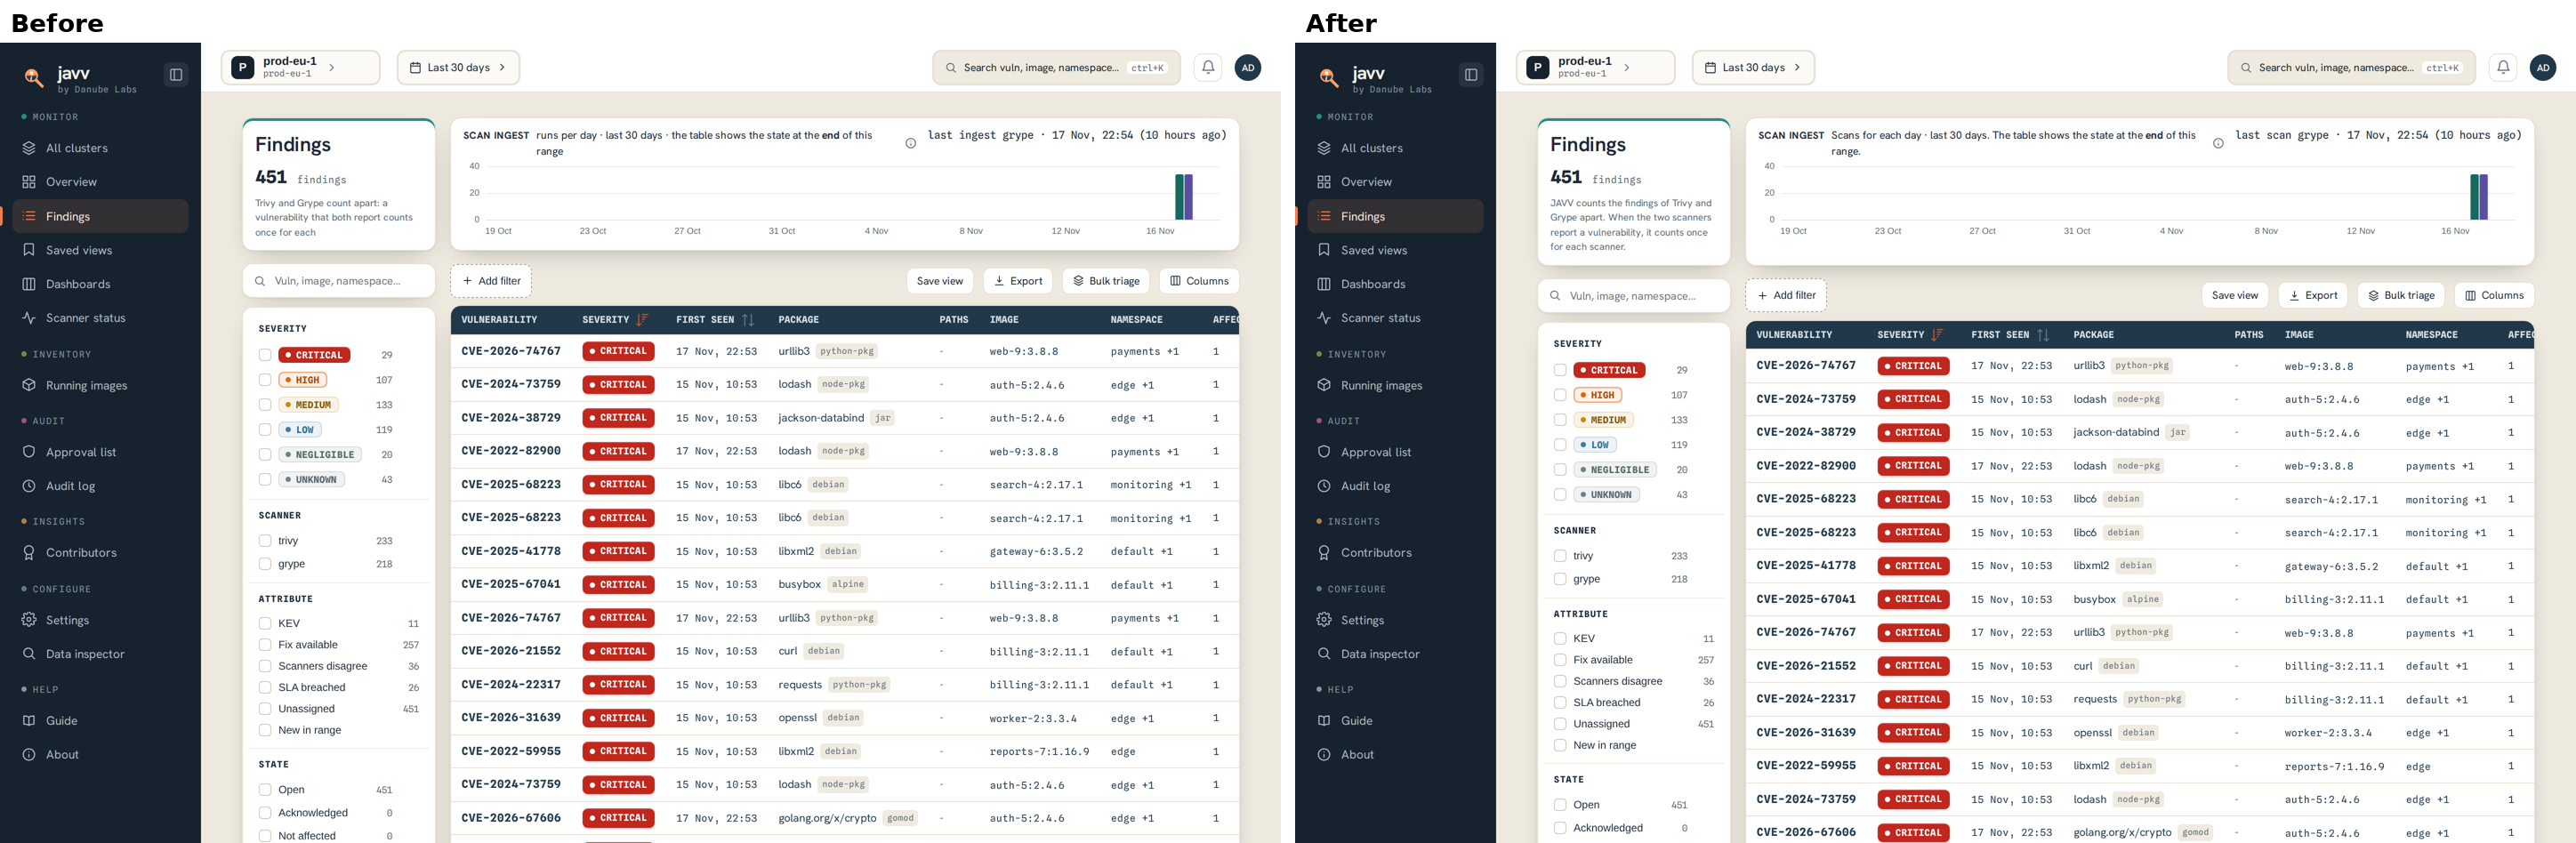 Before
javv
by Danube Labs
MONITOR
All clusters
Overview
Findings
Saved views
Dashboards
Scanner status
INVENTORY
Running images
AUDIT
Approval list
Audit log
INSIGHTS
Contributors
CONFIGURE
Settings
Data inspector
HELP
Guide
About
P prod-eu-1
prod-eu-1
Last 30 days
Search vuln, image, namespace... ctrl+K
AD
Findings
451 findings
Trivy and Grype count apart: a
vulnerability that both report counts
once for each
SCAN INGEST runs per day · last 30 days · the table shows the state at the end of this
range
last ingest grype · 17 Nov, 22:54 (10 hours ago)
40
20
0
19 Oct 23 Oct 27 Oct 31 Oct 4 Nov 8 Nov 12 Nov 16 Nov
Vuln, image, namespace...
Add filter
Save view Export Bulk triage Columns
SEVERITY
CRITICAL 29
HIGH 107
MEDIUM 133
LOW 119
NEGLIGIBLE 20
UNKNOWN 43
SCANNER
trivy 233
grype 218
ATTRIBUTE
KEV 11
Fix available 257
Scanners disagree 36
SLA breached 26
Unassigned 451
New in range
STATE
Open 451
Acknowledged 0
Not affected 0
VULNERABILITY SEVERITY FIRST SEEN PACKAGE PATHS IMAGE NAMESPACE
CVE-2026-74767 CRITICAL 17 Nov, 22:53 urllib3 python-pkg - web-9:3.8.8 payments +1 1
CVE-2024-73759 CRITICAL 15 Nov, 10:53 lodash node-pkg - auth-5:2.4.6 edge +1 1
CVE-2024-38729 CRITICAL 15 Nov, 10:53 jackson-databind jar - auth-5:2.4.6 edge +1 1
CVE-2022-82900 CRITICAL 17 Nov, 22:53 lodash node-pkg - web-9:3.8.8 payments +1 1
CVE-2025-68223 CRITICAL 15 Nov, 10:53 libc6 debian - search-4:2.17.1 monitoring +1 1
CVE-2025-68223 CRITICAL 15 Nov, 10:53 libc6 debian - search-4:2.17.1 monitoring +1 1
CVE-2025-41778 CRITICAL 15 Nov, 10:53 libxml2 debian - gateway-6:3.5.2 default +1 1
CVE-2025-67041 CRITICAL 15 Nov, 10:53 busybox alpine - billing-3:2.11.1 default +1 1
CVE-2026-74767 CRITICAL 17 Nov, 22:53 urllib3 python-pkg - web-9:3.8.8 payments +1 1
CVE-2026-21552 CRITICAL 15 Nov, 10:53 curl debian - billing-3:2.11.1 default +1 1
CVE-2024-22317 CRITICAL 15 Nov, 10:53 requests python-pkg - billing-3:2.11.1 default +1 1
CVE-2026-31639 CRITICAL 15 Nov, 10:53 openssl debian - worker-2:3.3.4 edge +1 1
CVE-2022-59955 CRITICAL 15 Nov, 10:53 libxml2 debian - reports-7:1.16.9 edge 1
CVE-2024-73759 CRITICAL 15 Nov, 10:53 lodash node-pkg - auth-5:2.4.6 edge +1 1
CVE-2026-67606 CRITICAL 17 Nov, 22:53 golang.org/x/crypto gomod - auth-5:2.4.6 edge +1 1
After
javv
by Danube Labs
MONITOR
All clusters
Overview
Findings
Saved views
Dashboards
Scanner status
INVENTORY
Running images
AUDIT
Approval list
Audit log
INSIGHTS
Contributors
CONFIGURE
Settings
Data inspector
HELP
Guide
About
P prod-eu-1
prod-eu-1
Last 30 days
Search vuln, image, namespace... ctrl+K
AD
Findings
451 findings
JAVV counts the findings of Trivy and
Grype apart. When the two scanners
report a vulnerability, it counts once
for each scanner.
SCAN INGEST Scans for each day · last 30 days. The table shows the state at the end of this
range.
last scan grype · 17 Nov, 22:54 (10 hours ago)
40
20
0
19 Oct 23 Oct 27 Oct 31 Oct 4 Nov 8 Nov 12 Nov 16 Nov
Vuln, image, namespace...
Add filter
Save view Export Bulk triage Columns
SEVERITY
CRITICAL 29
HIGH 107
MEDIUM 133
LOW 119
NEGLIGIBLE 20
UNKNOWN 43
SCANNER
trivy 233
grype 218
ATTRIBUTE
KEV 11
Fix available 257
Scanners disagree 36
SLA breached 26
Unassigned 451
New in range
STATE
Open 451
Acknowledged 0
VULNERABILITY SEVERITY FIRST SEEN PACKAGE PATHS IMAGE NAMESPACE
CVE-2026-74767 CRITICAL 17 Nov, 22:53 urllib3 python-pkg - web-9:3.8.8 payments +1 1
CVE-2024-73759 CRITICAL 15 Nov, 10:53 lodash node-pkg - auth-5:2.4.6 edge +1 1
CVE-2024-38729 CRITICAL 15 Nov, 10:53 jackson-databind jar - auth-5:2.4.6 edge +1 1
CVE-2022-82900 CRITICAL 17 Nov, 22:53 lodash node-pkg - web-9:3.8.8 payments +1 1
CVE-2025-68223 CRITICAL 15 Nov, 10:53 libc6 debian - search-4:2.17.1 monitoring +1 1
CVE-2025-68223 CRITICAL 15 Nov, 10:53 libc6 debian - search-4:2.17.1 monitoring +1 1
CVE-2025-41778 CRITICAL 15 Nov, 10:53 libxml2 debian - gateway-6:3.5.2 default +1 1
CVE-2025-67041 CRITICAL 15 Nov, 10:53 busybox alpine - billing-3:2.11.1 default +1 1
CVE-2026-74767 CRITICAL 17 Nov, 22:53 urllib3 python-pkg - web-9:3.8.8 payments +1 1
CVE-2026-21552 CRITICAL 15 Nov, 10:53 curl debian - billing-3:2.11.1 default +1 1
CVE-2024-22317 CRITICAL 15 Nov, 10:53 requests python-pkg - billing-3:2.11.1 default +1 1
CVE-2026-31639 CRITICAL 15 Nov, 10:53 openssl debian - worker-2:3.3.4 edge +1 1
CVE-2022-59955 CRITICAL 15 Nov, 10:53 libxml2 debian - reports-7:1.16.9 edge 1
CVE-2024-73759 CRITICAL 15 Nov, 10:53 lodash node-pkg - auth-5:2.4.6 edge +1 1
CVE-2026-67606 CRITICAL 17 Nov, 22:53 golang.org/x/crypto gomod - auth-5:2.4.6 edge +1 1